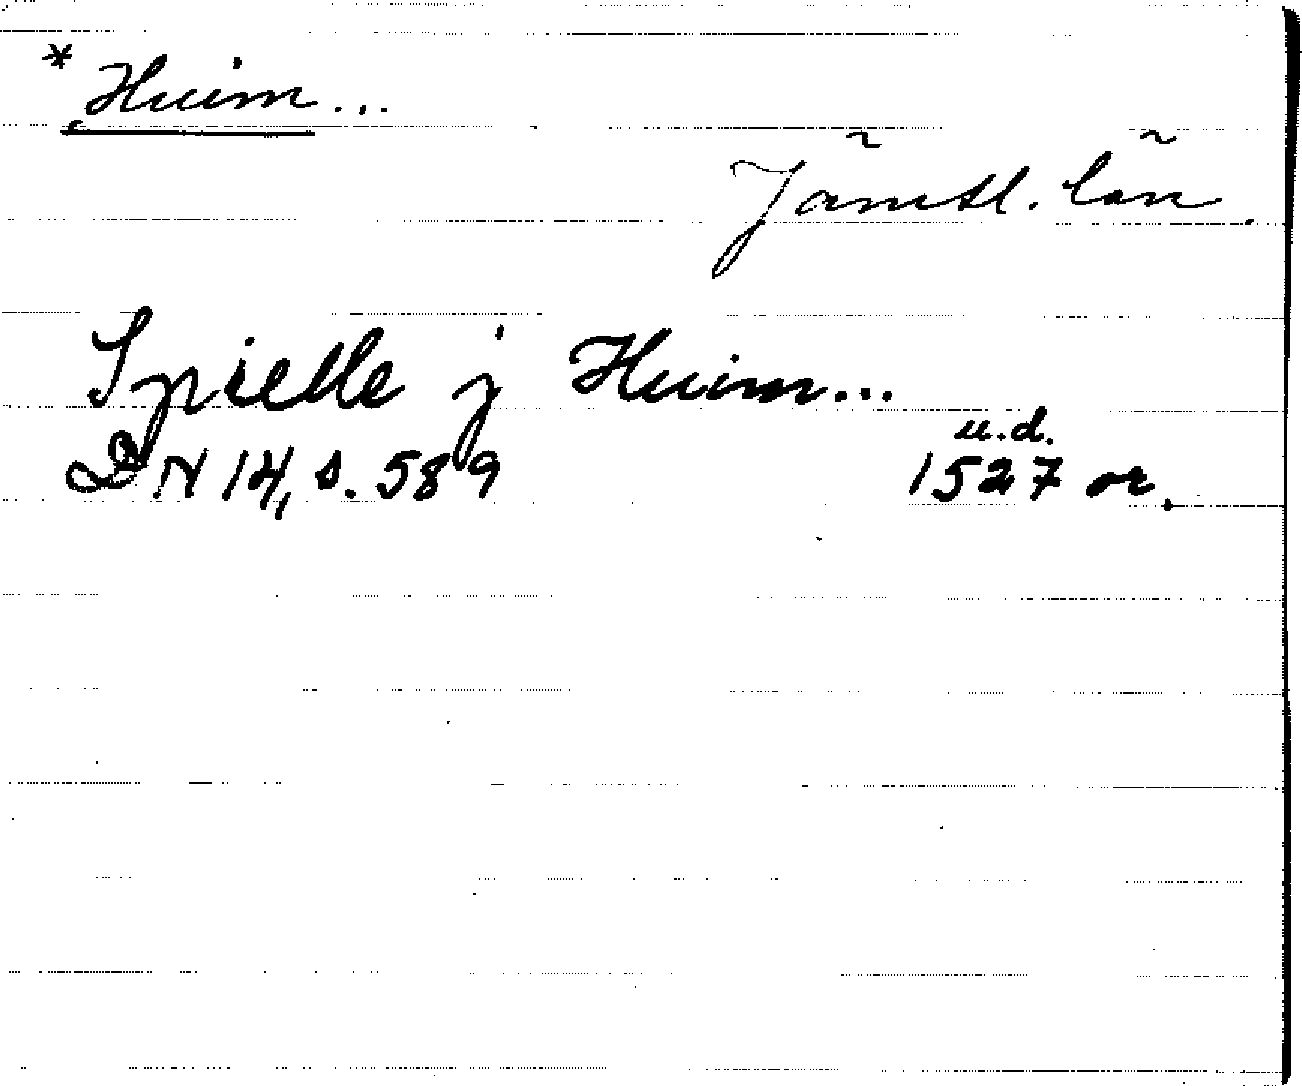 * Huim...
Jämtl. län.
Spielle j Huim...
u.d.
DN 14, s. 589 1527 or.